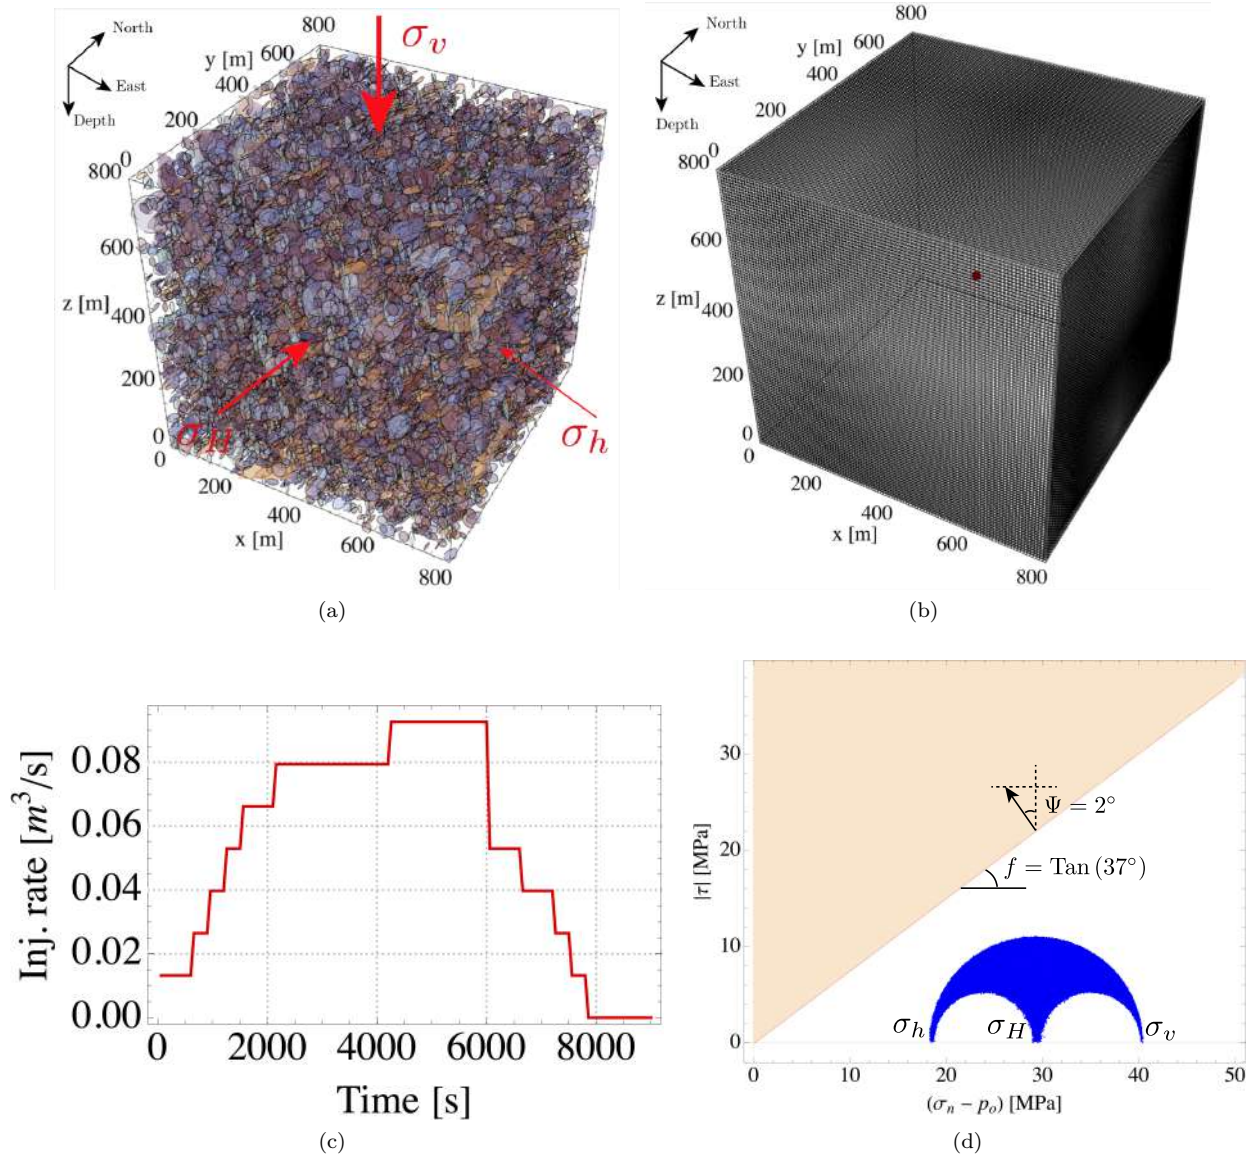 North
East
Depth
800
600
y [m]
400
200
0
800
600
z [m]
400
200
0
0
200
400
x [m]
600
800
σv
σH
σh
(a)
North
East
Depth
800
600
y [m]
400
200
0
800
600
z [m]
400
200
0
0
200
400
x [m]
600
800
(b)
Inj. rate [m³/s]
0.08
0.06
0.04
0.02
0.00
0 2000 4000 6000 8000
Time [s]
(c)
|τ| [MPa]
30
20
10
0
Ψ = 2°
f = Tan (37°)
σh σH σv
0 10 20 30 40 50
(σn − po) [MPa]
(d)